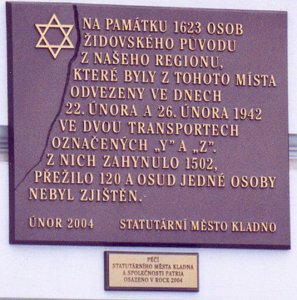 NA PAMÁTKU 1623 OSOB
ŽIDOVSKÉHO PŮVODU
Z NAŠEHO REGIONU,
KTERÉ BYLY Z TOHOTO MÍSTA
ODVEZENY VE DNECH
22. ÚNORA A 26. ÚNORA 1942
VE DVOU TRANSPORTECH
OZNAČENÝCH „Y" A „Z".
Z NICH ZAHYNULO 1502,
PŘEŽILO 120 A OSUD JEDNÉ OSOBY
NEBYL ZJIŠTĚN.
ÚNOR 2004 STATUTÁRNÍ MĚSTO KLADNO
PÉČÍ
STATUTÁRNÍHO MĚSTA KLADNA
A SPOLEČNOSTI PATRIA
OSAZENO V ROCE 2004